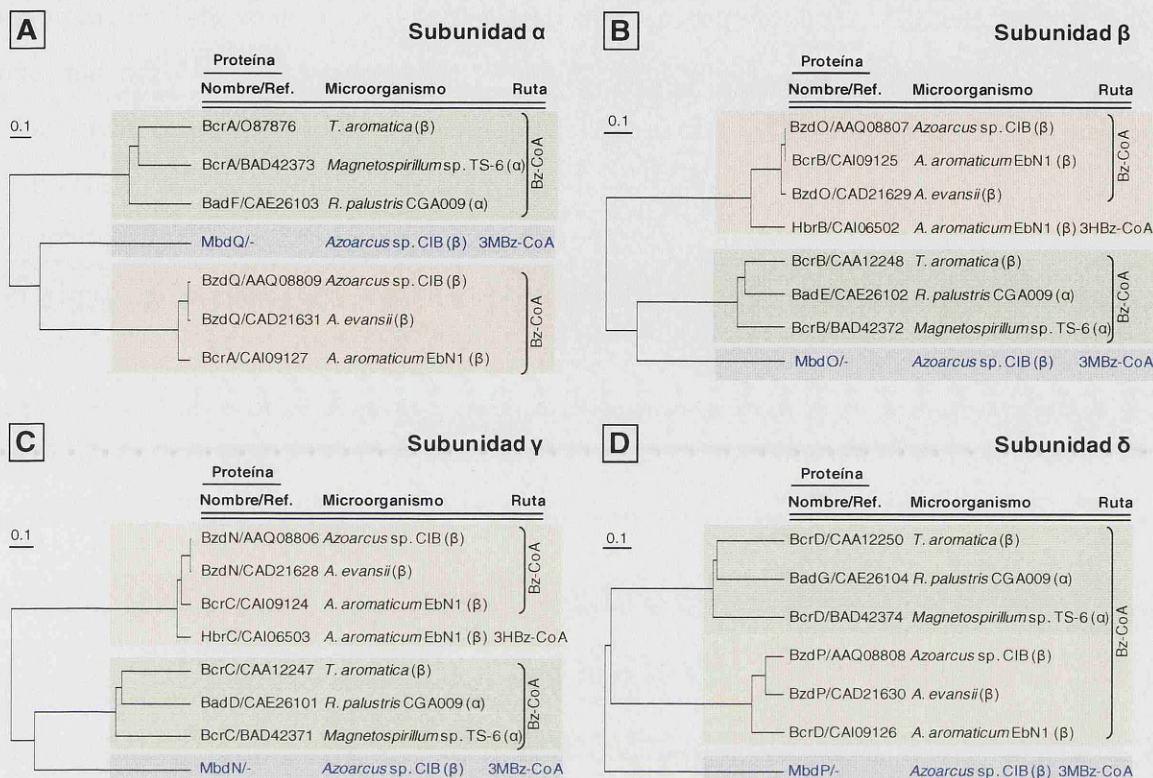 A Subunidad α
Proteína
Nombre/Ref. Microorganismo Ruta
0.1
BcrA/O87876 T. aromatica (β)
BcrA/BAD42373 Magnetospirillum sp. TS-6 (α)
BadF/CAE26103 R. palustris CGA009 (α)
Bz-CoA
MbdQ/- Azoarcus sp. CIB (β) 3MBz-CoA
BzdQ/AAQ08809 Azoarcus sp. CIB (β)
BzdQ/CAD21631 A. evansii (β)
BcrA/CAI09127 A. aromaticum EbN1 (β)
Bz-CoA
B Subunidad β
Proteína
Nombre/Ref. Microorganismo Ruta
0.1
BzdO/AAQ08807 Azoarcus sp. CIB (β)
BcrB/CAI09125 A. aromaticum EbN1 (β)
BzdO/CAD21629 A. evansii (β)
Bz-CoA
HbrB/CAI06502 A. aromaticum EbN1 (β) 3HBz-CoA
BcrB/CAA12248 T. aromatica (β)
BadE/CAE26102 R. palustris CGA009 (α)
BcrB/BAD42372 Magnetospirillum sp. TS-6 (α)
Bz-CoA
MbdO/- Azoarcus sp. CIB (β) 3MBz-CoA
C Subunidad γ
Proteína
Nombre/Ref. Microorganismo Ruta
0.1
BzdN/AAQ08806 Azoarcus sp. CIB (β)
BzdN/CAD21628 A. evansii (β)
BcrC/CAI09124 A. aromaticum EbN1 (β)
Bz-CoA
HbrC/CAI06503 A. aromaticum EbN1 (β) 3HBz-CoA
BcrC/CAA12247 T. aromatica (β)
BadD/CAE26101 R. palustris CGA009 (α)
BcrC/BAD42371 Magnetospirillum sp. TS-6 (α)
Bz-CoA
MbdN/- Azoarcus sp. CIB (β) 3MBz-CoA
D Subunidad δ
Proteína
Nombre/Ref. Microorganismo Ruta
0.1
BcrD/CAA12250 T. aromatica (β)
BadG/CAE26104 R. palustris CGA009 (α)
BcrD/BAD42374 Magnetospirillum sp. TS-6 (α)
BzdP/AAQ08808 Azoarcus sp. CIB (β)
BzdP/CAD21630 A. evansii (β)
BcrD/CAI09126 A. aromaticum EbN1 (β)
Bz-CoA
MbdP/- Azoarcus sp. CIB (β) 3MBz-CoA